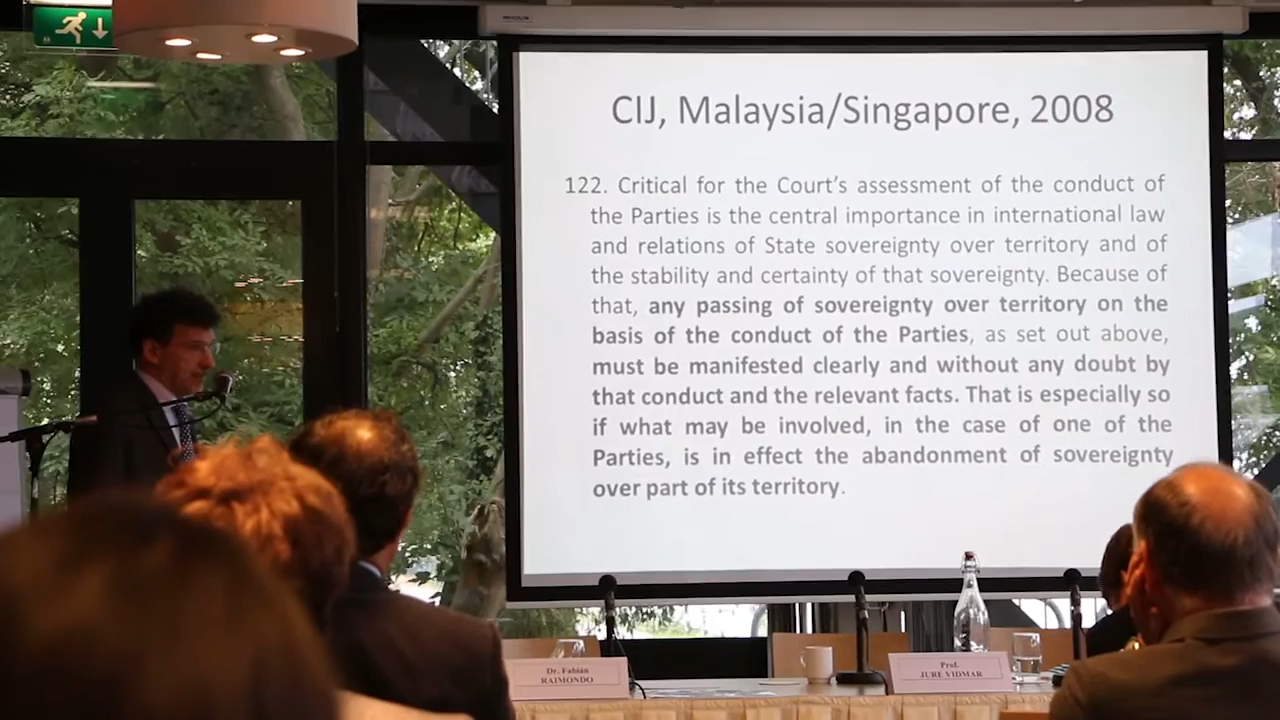 CIJ, Malaysia/Singapore, 2008
122. Critical for the Court's assessment of the conduct of
the Parties is the central importance in international law
and relations of State sovereignty over territory and of
the stability and certainty of that sovereignty. Because of
that, any passing of sovereignty over territory on the
basis of the conduct of the Parties, as set out above,
must be manifested clearly and without any doubt by
that conduct and the relevant facts. That is especially so
if what may be involved, in the case of one of the
Parties, is in effect the abandonment of sovereignty
over part of its territory.
Dr. Fabián
RAIMONDO
Prof.
JURE VIDMAR